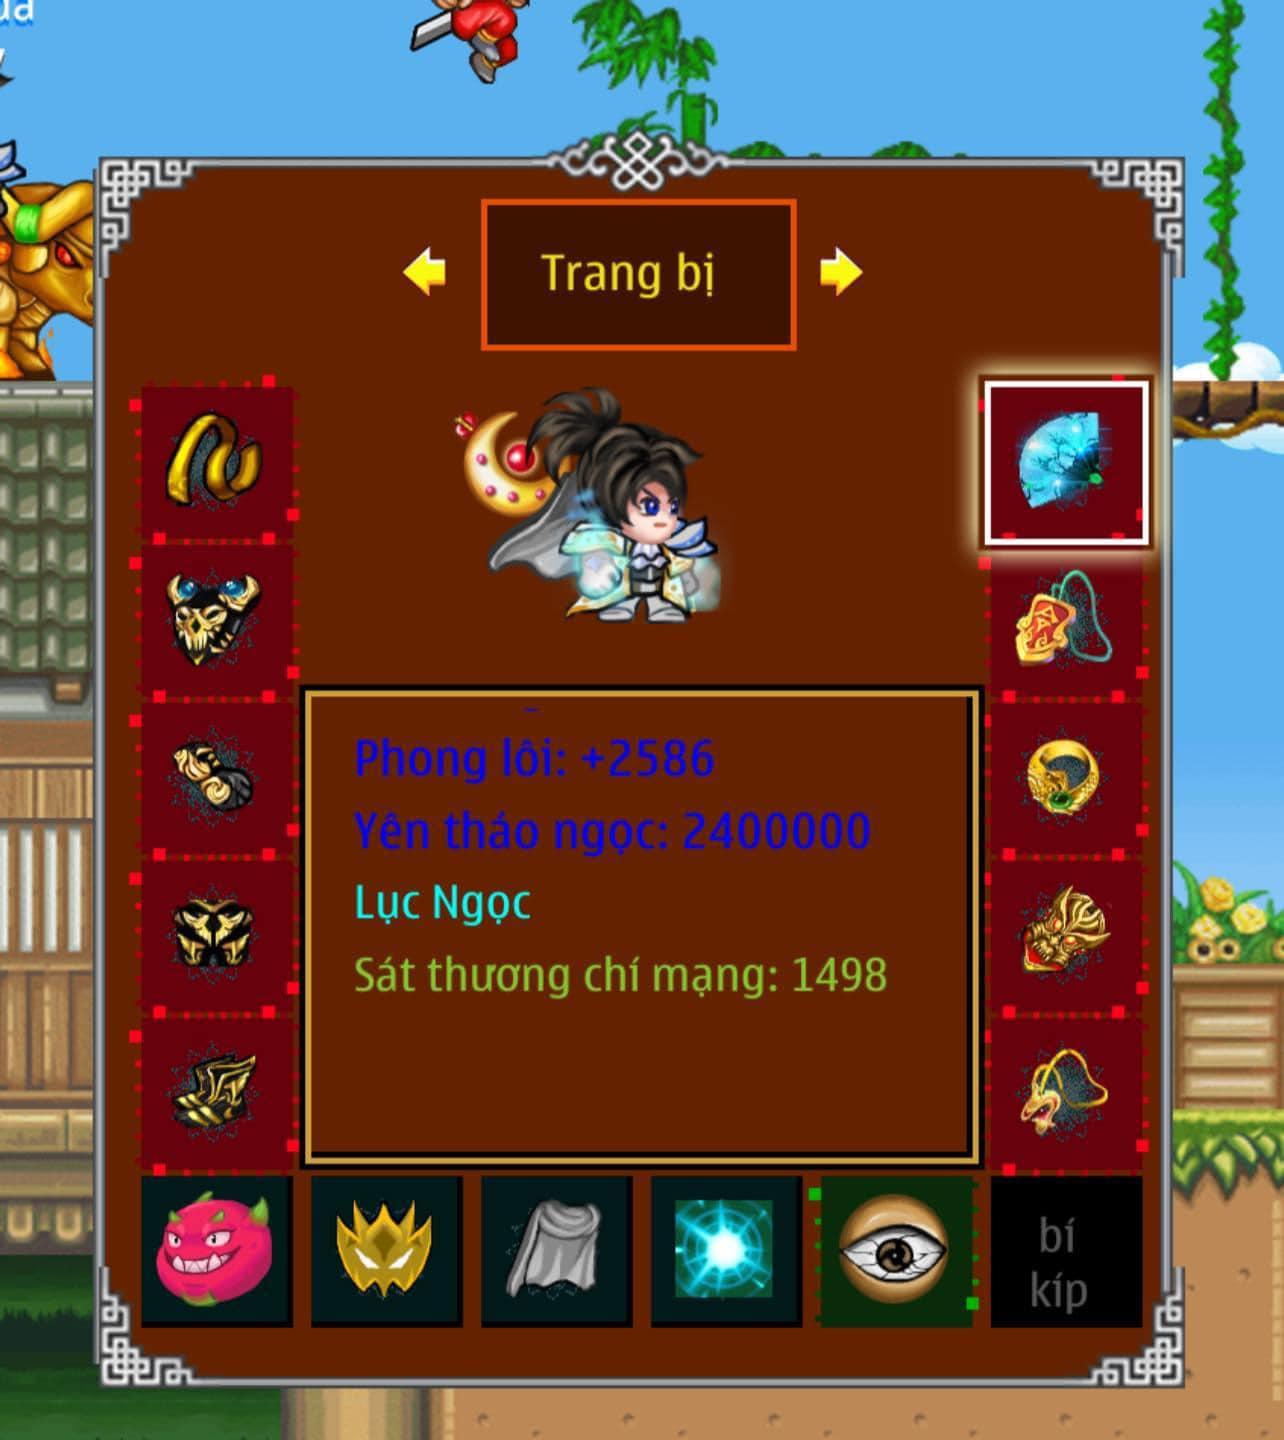 Trang bị
Phong lôi: +2586
Yên tháo ngọc: 2400000
Lục Ngọc
Sát thương chí mạng: 1498
bí
kíp